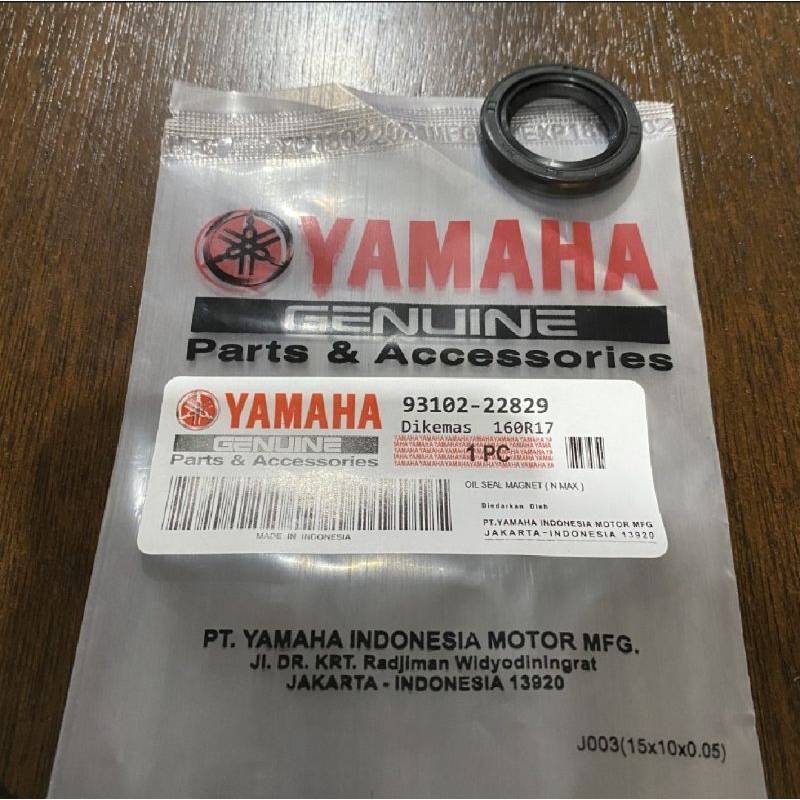 YAMAHA
GENUINE
Parts & Accessories
YAMAHA
GENUINE
Parts & Accessories
93102-22829
Dikemas 160R17
1 PC
OIL SEAL MAGNET ( N MAX )
Diedarkan Oleh
PT.YAMAHA INDONESIA MOTOR MFG
JAKARTA-INDONESIA 13920
MADE IN INDONESIA
PT. YAMAHA INDONESIA MOTOR MFG.
Jl. DR. KRT. Radjiman Widyodiningrat
JAKARTA - INDONESIA 13920
J003(15x10x0.05)